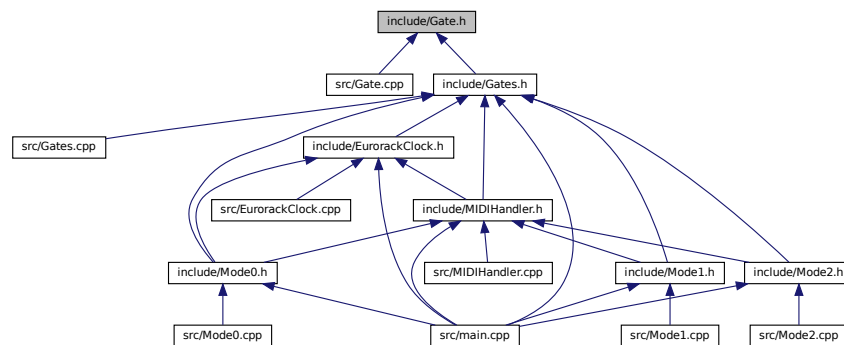 include/Gate.h
src/Gate.cpp
include/Gates.h
src/Gates.cpp
include/EurorackClock.h
src/EurorackClock.cpp
include/MIDIHandler.h
include/Mode0.h
src/MIDIHandler.cpp
include/Mode1.h
include/Mode2.h
src/Mode0.cpp
src/main.cpp
src/Mode1.cpp
src/Mode2.cpp